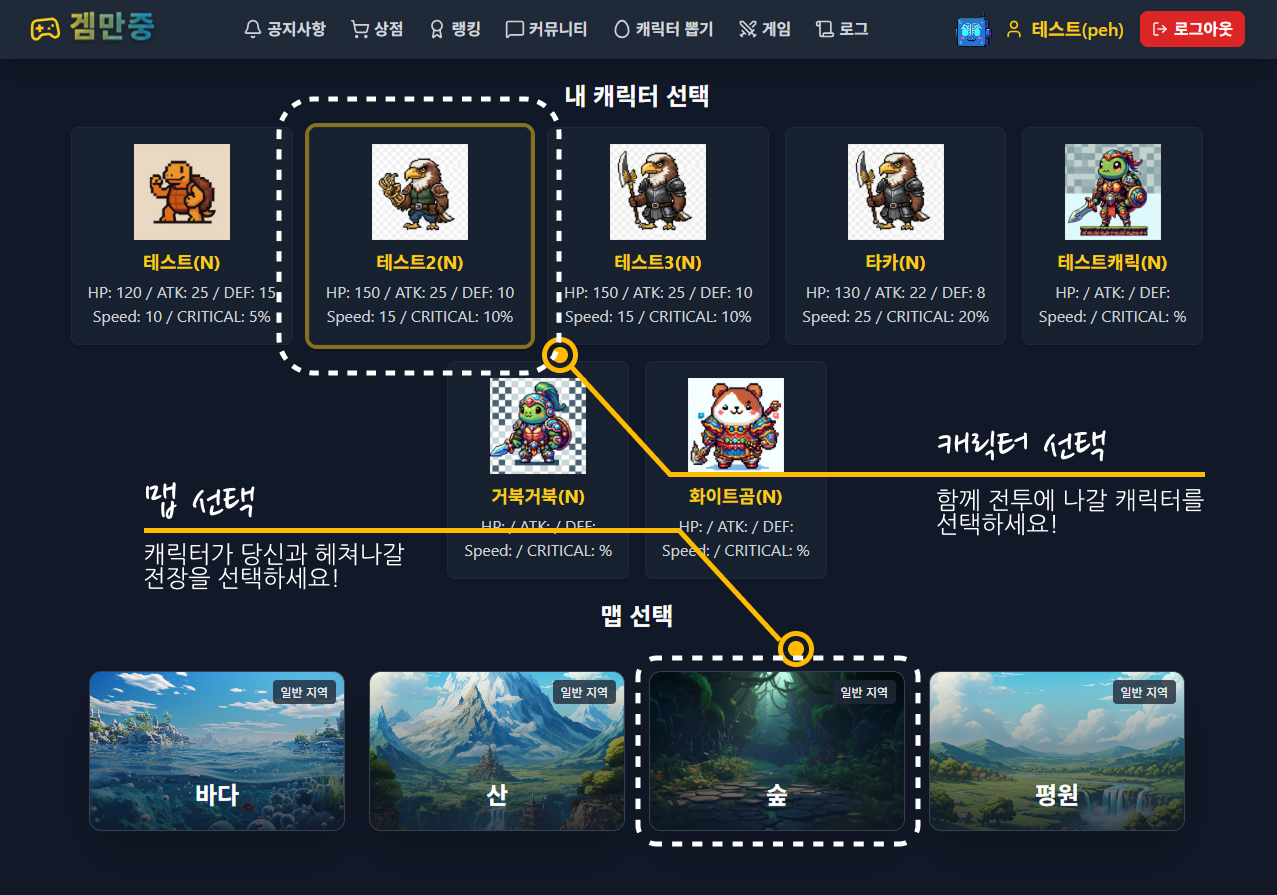 겜만중
공지사항 상점 랭킹 커뮤니티 캐릭터 뽑기 게임 로그 테스트(peh) 로그아웃
내 캐릭터 선택
테스트(N)
HP: 120 / ATK: 25 / DEF: 15
Speed: 10 / CRITICAL: 5%
테스트2(N)
HP: 150 / ATK: 25 / DEF: 10
Speed: 15 / CRITICAL: 10%
테스트3(N)
HP: 150 / ATK: 25 / DEF: 10
Speed: 15 / CRITICAL: 10%
타카(N)
HP: 130 / ATK: 22 / DEF: 8
Speed: 25 / CRITICAL: 20%
테스트캐릭(N)
HP: / ATK: / DEF:
Speed: / CRITICAL: %
거북거북(N)
HP: / ATK: / DEF:
Speed: / CRITICAL: %
화이트곰(N)
HP: / ATK: / DEF:
Speed: / CRITICAL: %
캐릭터 선택
함께 전투에 나갈 캐릭터를
선택하세요!
맵 선택
캐릭터가 당신과 헤쳐나갈
전장을 선택하세요!
맵 선택
일반 지역
바다
일반 지역
산
일반 지역
숲
일반 지역
평원